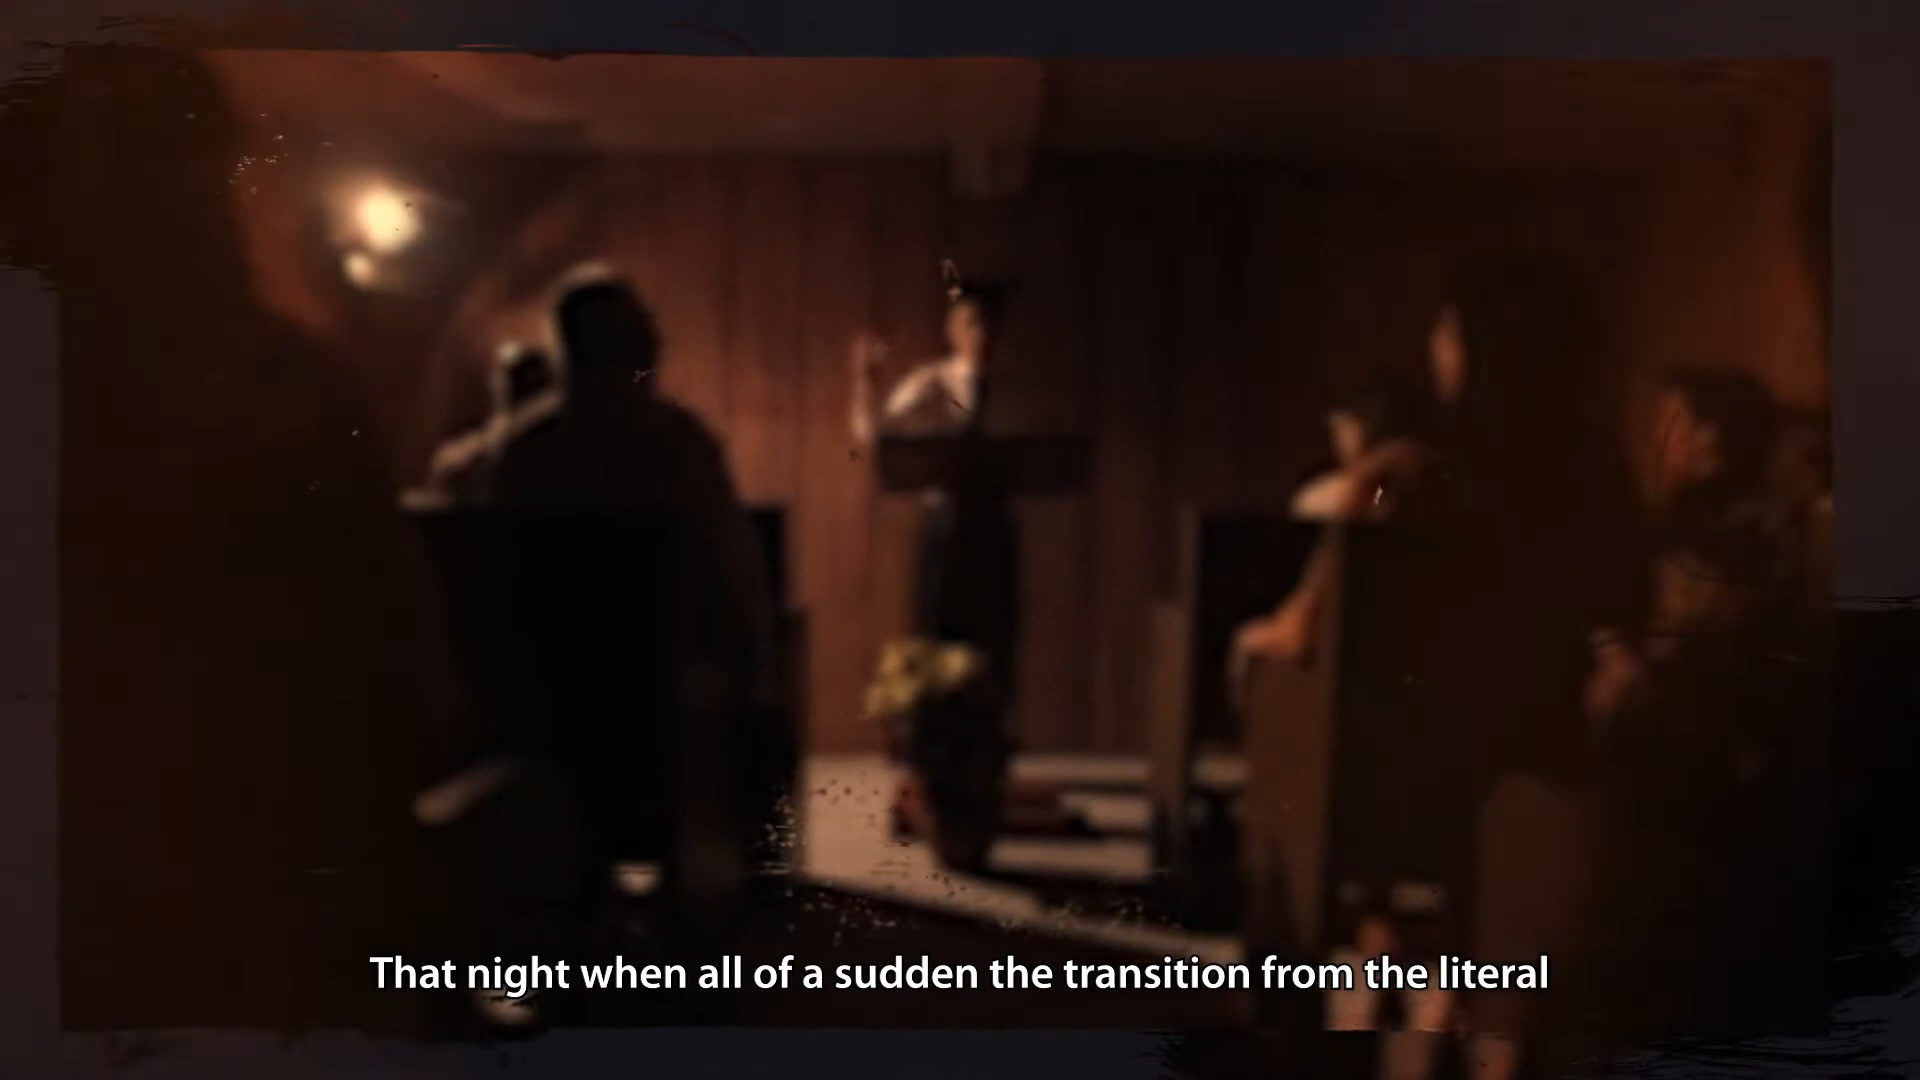 That night when all of a sudden the transition from the literal